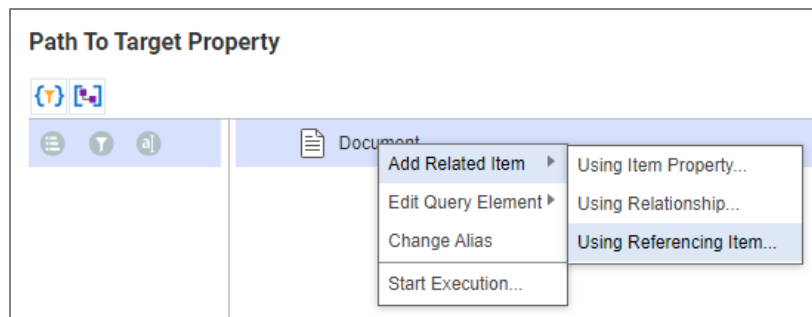 Path To Target Property
{T}
a
Document
Add Related Item
Using Item Property...
Edit Query Element
Using Relationship...
Change Alias
Using Referencing Item...
Start Execution...